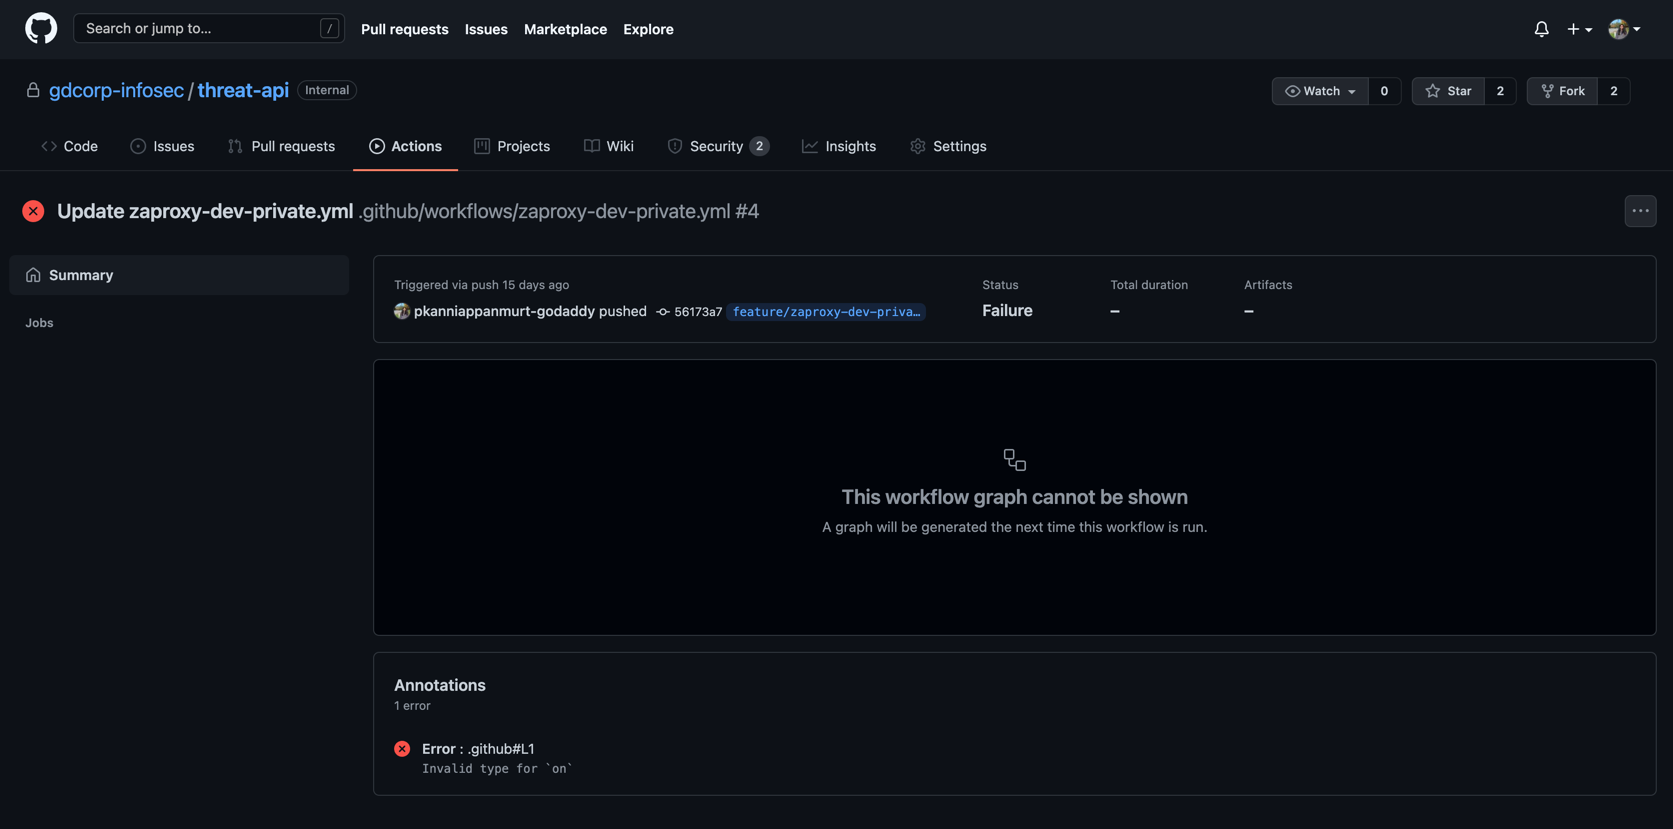 Search or jump to... /
Pull requests
Issues
Marketplace
Explore
gdcorp-infosec / threat-api
Internal
Watch 0
Star 2
Fork 2
Code
Issues
Pull requests
Actions
Projects
Wiki
Security 2
Insights
Settings
Update zaproxy-dev-private.yml .github/workflows/zaproxy-dev-private.yml #4
Summary
Jobs
Triggered via push 15 days ago
pkanniappanmurt-godaddy pushed 56173a7 feature/zaproxy-dev-priva…
Status
Failure
Total duration
–
Artifacts
–
This workflow graph cannot be shown
A graph will be generated the next time this workflow is run.
Annotations
1 error
Error : .github#L1
Invalid type for `on`